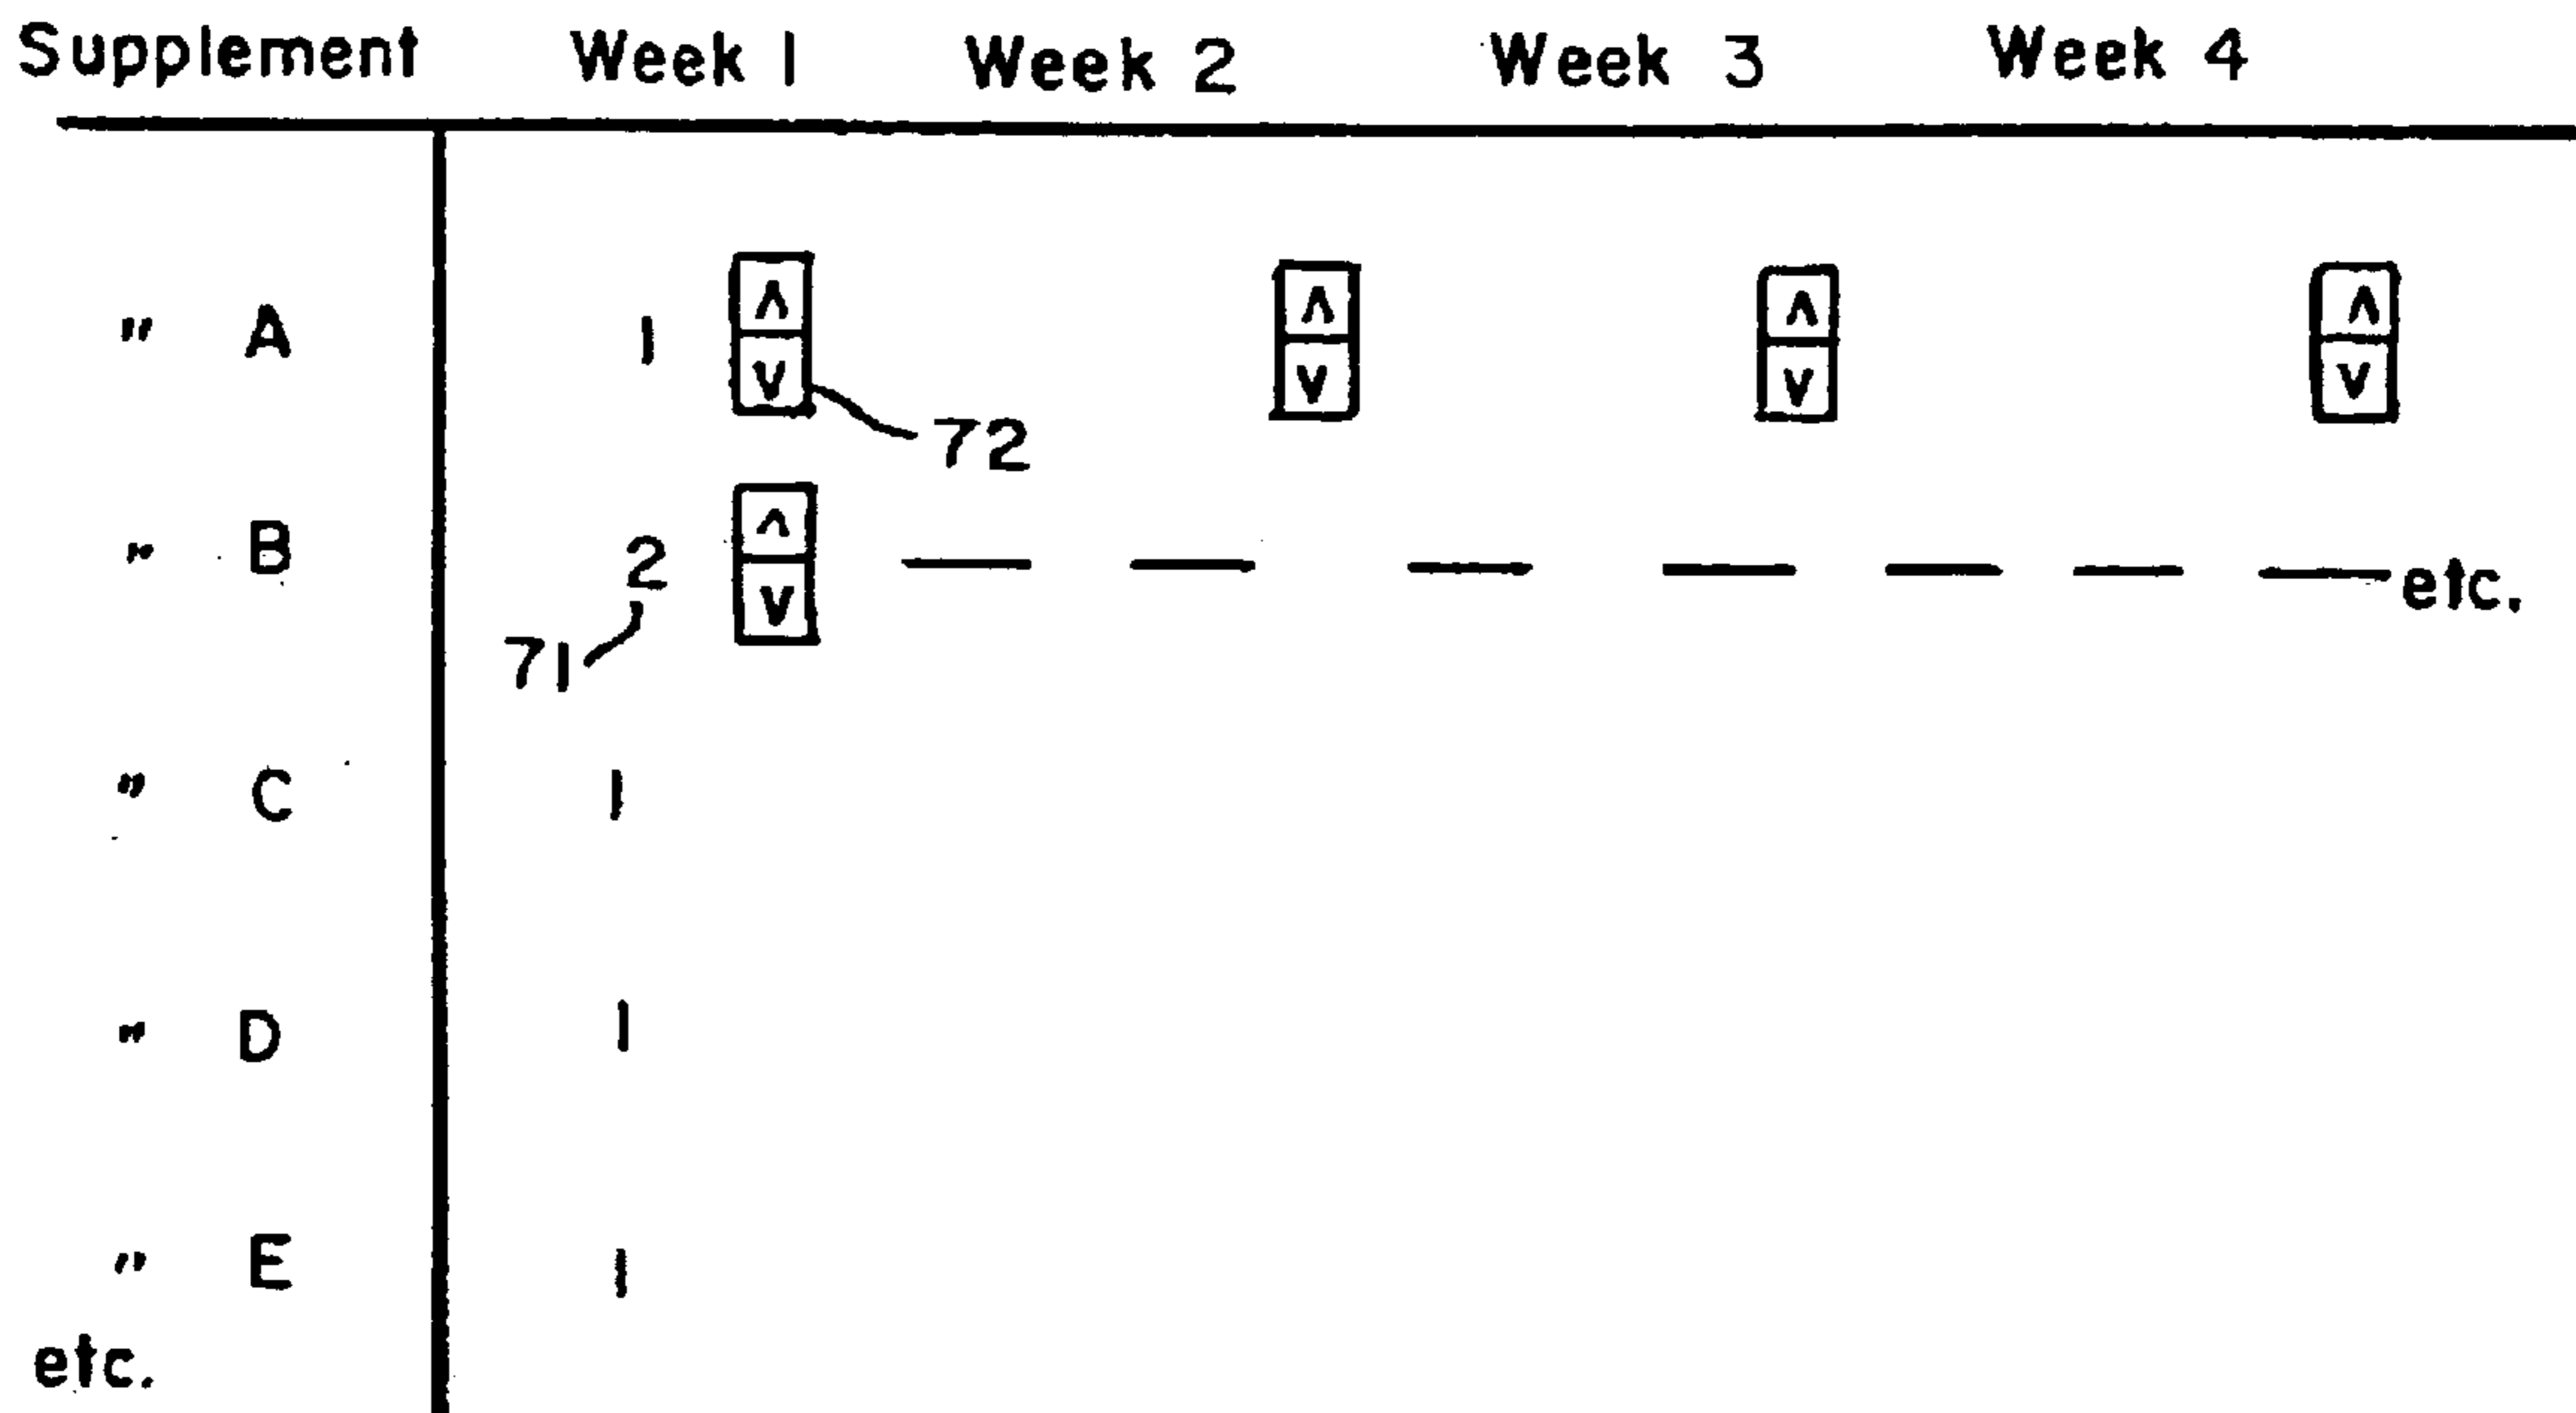 Supplement Week 1 Week 2 Week 3 Week 4
" A 1 ^ ^ ^ ^
v v v v
72
" B 2 ^ etc.
v
71
" C 1
" D 1
" E 1
etc.